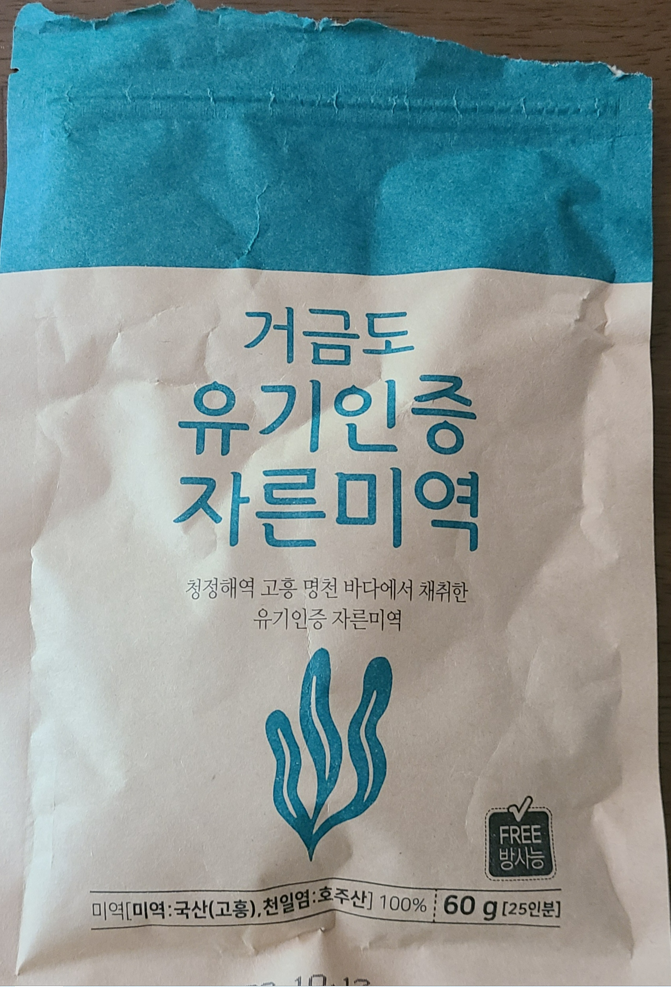 거금도
유기인증
자른미역
청정해역 고흥 명천 바다에서 채취한
유기인증 자른미역
FREE
방사능
미역[미역:국산(고흥),천일염:호주산] 100% 60 g [25인분]